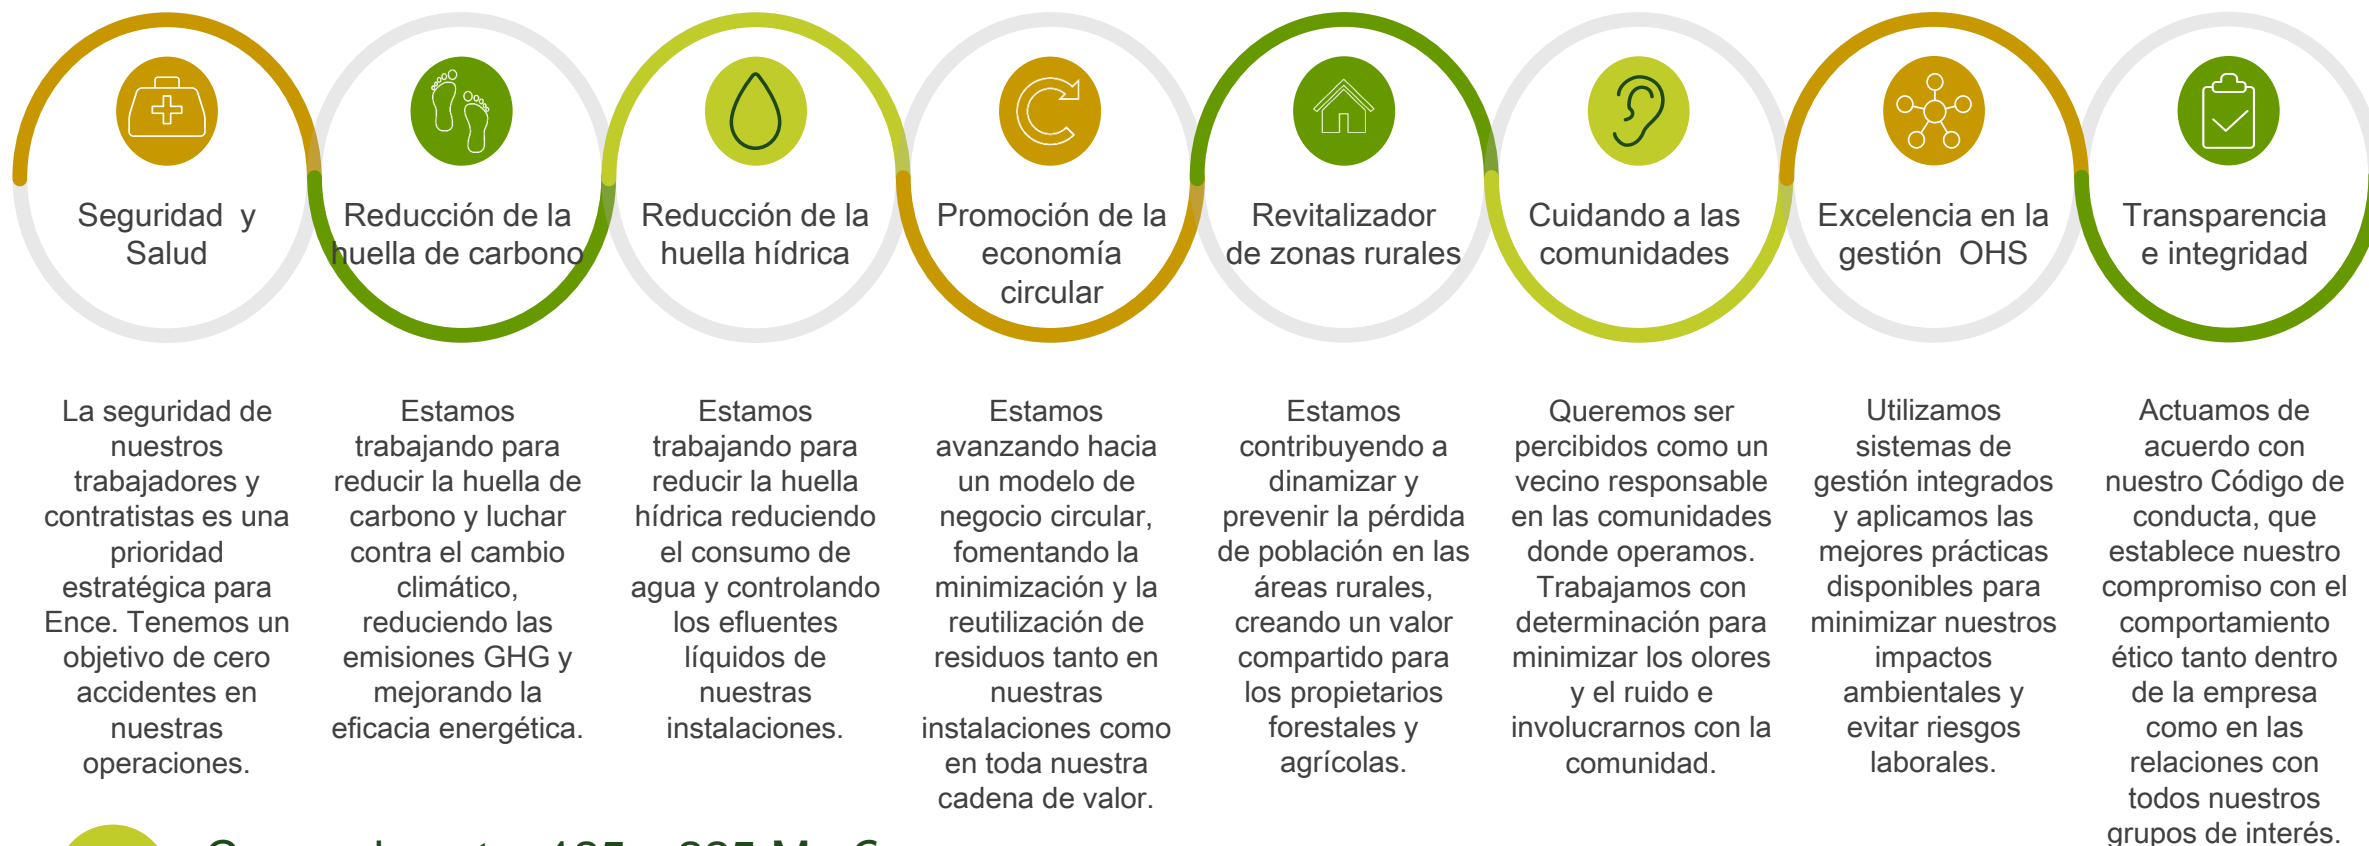 Seguridad y
Salud
Reducción de la
huella de carbono
Reducción de la
huella hídrica
Promoción de la
economía
circular
Revitalizador
de zonas rurales
Cuidando a las
comunidades
Excelencia en la
gestión OHS
Transparencia
e integridad
La seguridad de
nuestros
trabajadores y
contratistas es una
prioridad
estratégica para
Ence. Tenemos un
objetivo de cero
accidentes en
nuestras
operaciones.
Estamos
trabajando para
reducir la huella de
carbono y luchar
contra el cambio
climático,
reduciendo las
emisiones GHG y
mejorando la
eficacia energética.
Estamos
trabajando para
reducir la huella
hídrica reduciendo
el consumo de
agua y controlando
los efluentes
líquidos de
nuestras
instalaciones.
Estamos
avanzando hacia
un modelo de
negocio circular,
fomentando la
minimización y la
reutilización de
residuos tanto en
nuestras
instalaciones como
en toda nuestra
cadena de valor.
Estamos
contribuyendo a
dinamizar y
prevenir la pérdida
de población en las
áreas rurales,
creando un valor
compartido para
los propietarios
forestales y
agrícolas.
Queremos ser
percibidos como un
vecino responsable
en las comunidades
donde operamos.
Trabajamos con
determinación para
minimizar los olores
y el ruido e
involucrarnos con la
comunidad.
Utilizamos
sistemas de
gestión integrados
y aplicamos las
mejores prácticas
disponibles para
minimizar nuestros
impactos
ambientales y
evitar riesgos
laborales.
Actuamos de
acuerdo con
nuestro Código de
conducta, que
establece nuestro
compromiso con el
comportamiento
ético tanto dentro
de la empresa
como en las
relaciones con
todos nuestros
grupos de interés.